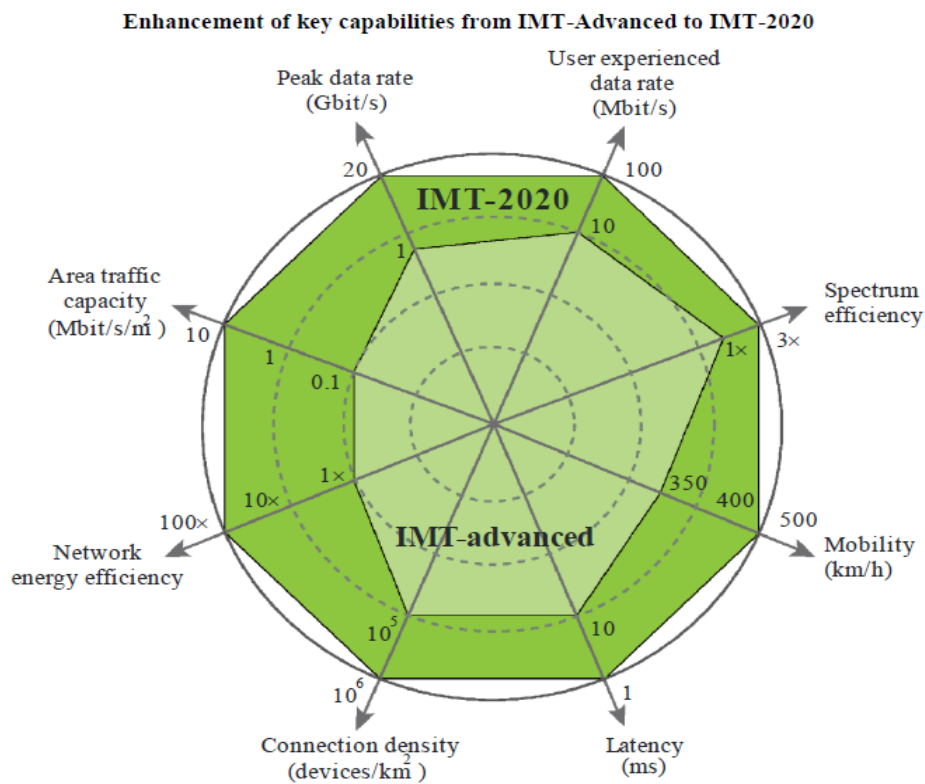 Enhancement of key capabilities from IMT-Advanced to IMT-2020
Peak data rate
(Gbit/s)
User experienced
data rate
(Mbit/s)
20
100
IMT-2020
1
10
Area traffic
capacity
(Mbit/s/m²)
Spectrum
efficiency
10
1
0.1
1×
3×
1×
10×
100×
350
400
500
Network
energy efficiency
IMT-advanced
Mobility
(km/h)
10⁵
10
10⁶
1
Connection density
(devices/km²)
Latency
(ms)